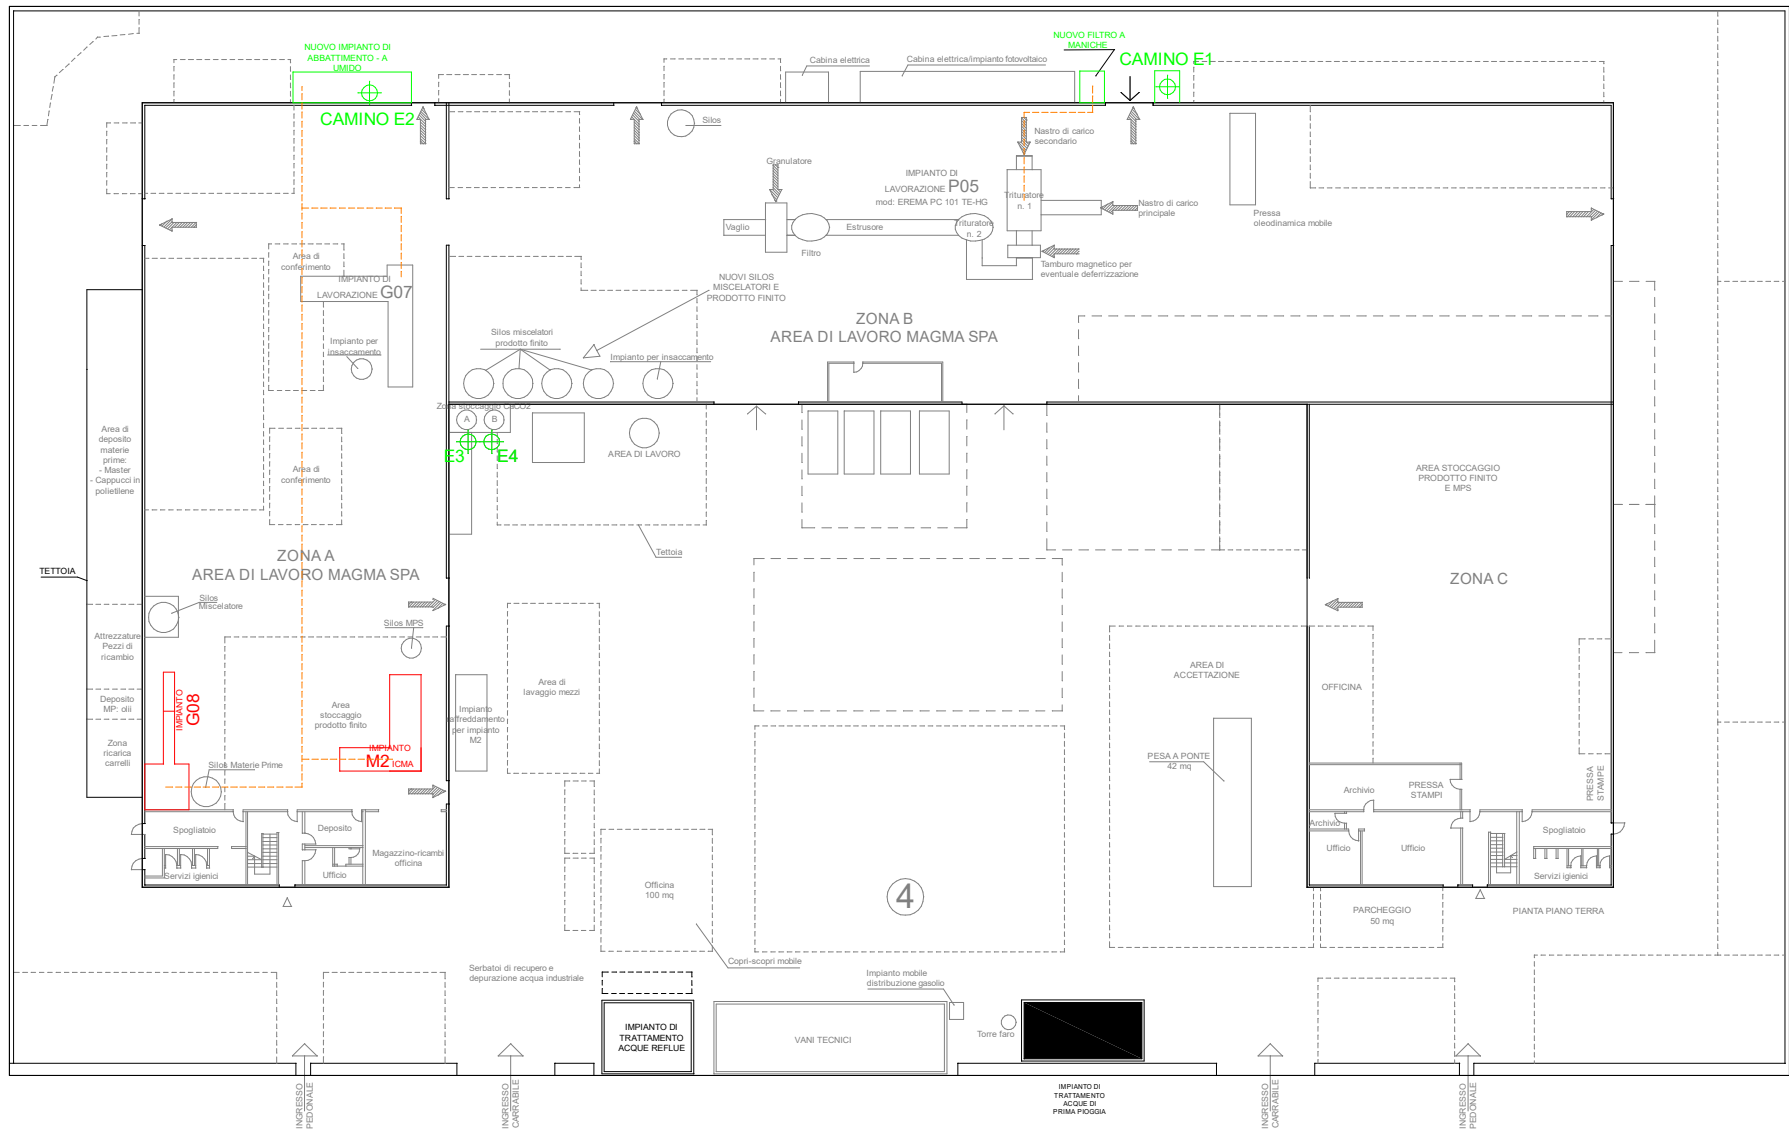 NUOVO IMPIANTO DI
ABBATTIMENTO - A
UMIDO
CAMINO E2
Cabina elettrica
Cabina elettrica/impianto fotovoltaico
NUOVO FILTRO A
MANICHE
CAMINO E1
Silos
Nastro di carico
secondario
Granulatore
IMPIANTO DI
LAVORAZIONE P05
mod: EREMA PC 101 TE-HG
Trituratore
n. 1
Nastro di carico
principale
Pressa
oleodinamica mobile
Vaglio
Filtro
Estrusore
Trituratore
n. 2
Tamburo magnetico per
eventuale deferrizzazione
Area di
conferimento
IMPIANTO DI
LAVORAZIONE G07
NUOVI SILOS
MISCELATORI E
PRODOTTO FINITO
ZONA B
AREA DI LAVORO MAGMA SPA
Silos miscelatori
prodotto finito
Impianto per
insaccamento
Impianto per insaccamento
Zona stoccaggio CaCO2
A
B
E3
E4
AREA DI LAVORO
Area di
deposito
materie
prime:
- Master
- Cappucci in
polietilene
Area di
conferimento
AREA STOCCAGGIO
PRODOTTO FINITO
E MPS
Tettoia
ZONA A
AREA DI LAVORO MAGMA SPA
TETTOIA
ZONA C
Silos
Miscelatore
Silos MPS
Attrezzature
Pezzi di
ricambio
Deposito
MP: olii
Zona
ricarica
carrelli
IMPIANTO
G08
Area
stoccaggio
prodotto finito
Silos Materie Prime
IMPIANTO
M2 ICMA
Impianto
raffreddamento
per impianto
M2
Area di
lavaggio mezzi
AREA DI
ACCETTAZIONE
OFFICINA
PESA A PONTE
42 mq
Archivio
PRESSA
STAMPI
PRESSA
STAMPE
Spogliatoio
Deposito
Magazzino-ricambi
officina
Servizi igienici
Ufficio
Archivio
Ufficio
Ufficio
Spogliatoio
Servizi igienici
Officina
100 mq
4
PARCHEGGIO
50 mq
PIANTA PIANO TERRA
Copri-scopri mobile
Serbatoi di recupero e
depurazione acqua industriale
Impianto mobile
distribuzione gasolio
IMPIANTO DI
TRATTAMENTO
ACQUE REFLUE
VANI TECNICI
Torre faro
IMPIANTO DI
TRATTAMENTO
ACQUE DI
PRIMA PIOGGIA
INGRESSO
PEDONALE
INGRESSO
CARRABILE
INGRESSO
CARRABILE
INGRESSO
PEDONALE